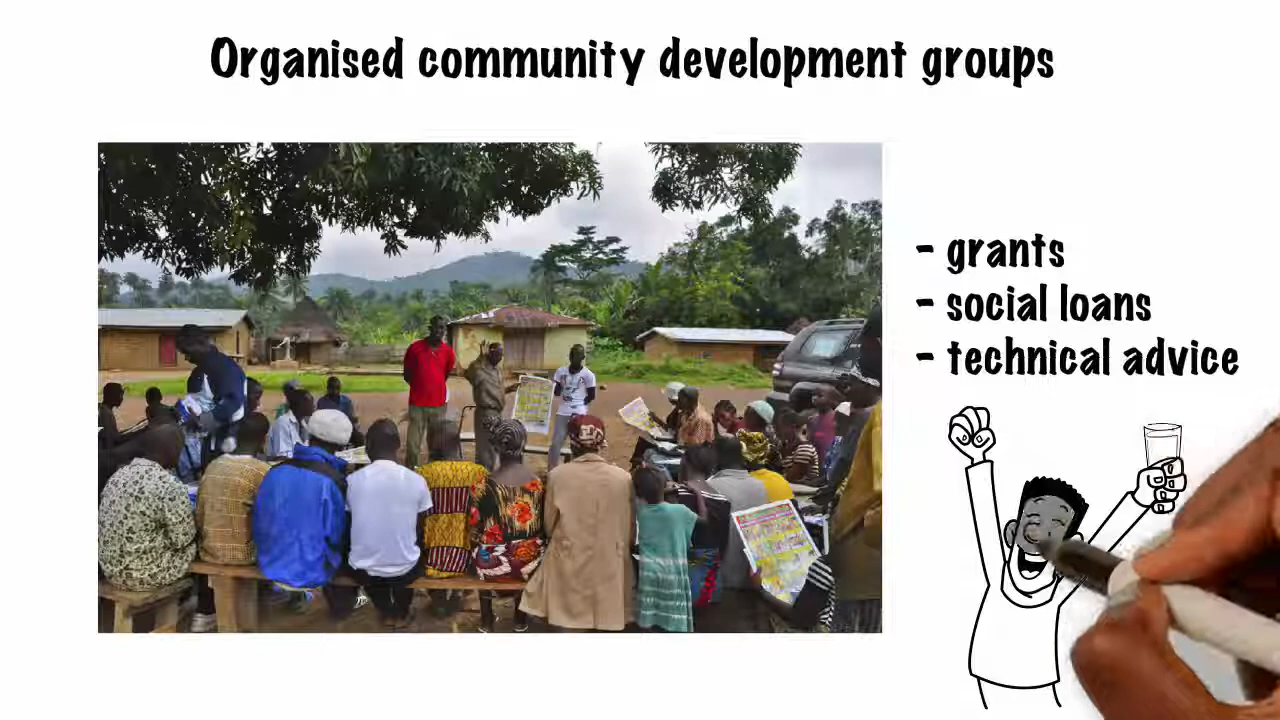 Organised community development groups
- grants
- social loans
- technical advice